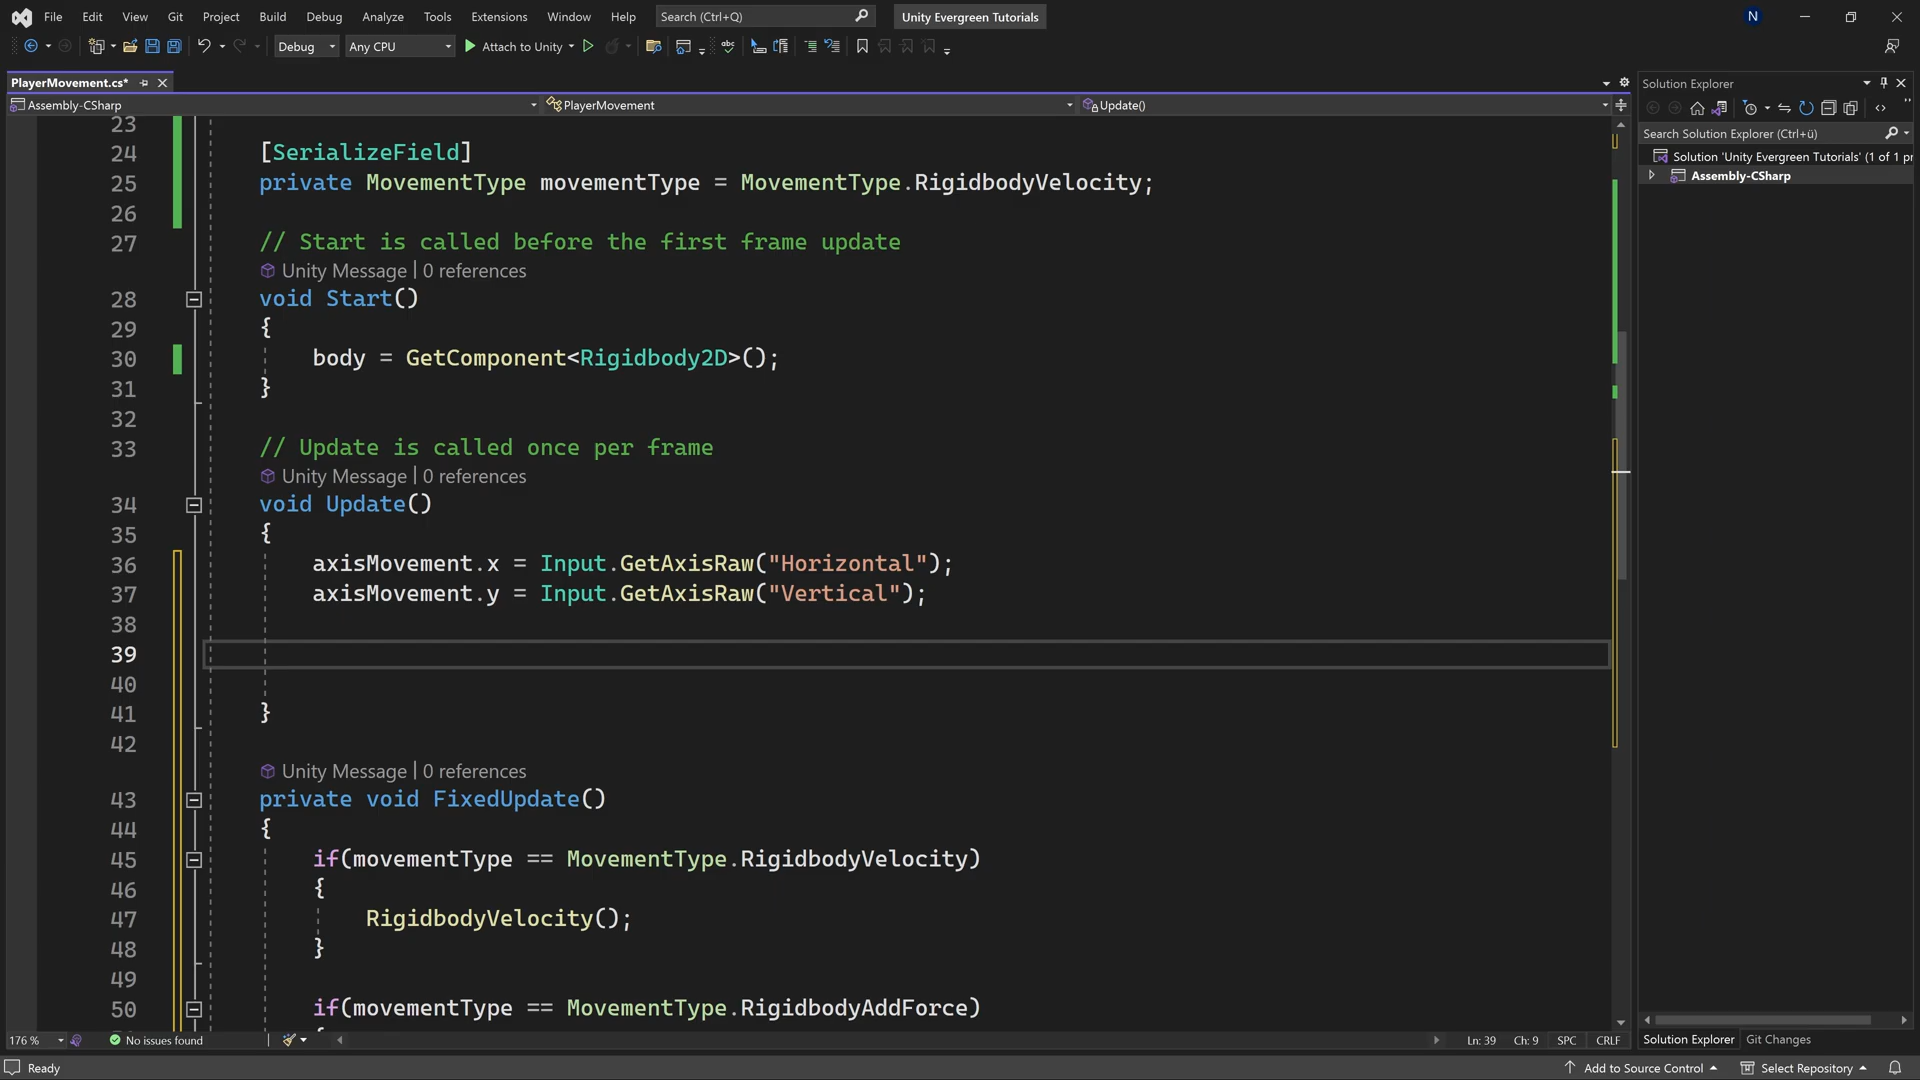 File Edit View Git Project Build Debug Analyze Tools Extensions Window Help Search (Ctrl+Q) Unity Evergreen Tutorials N
Debug Any CPU Attach to Unity
PlayerMovement.cs*
Assembly-CSharp PlayerMovement Update()
23
24 [SerializeField]
25 private MovementType movementType = MovementType.RigidbodyVelocity;
26
27 // Start is called before the first frame update
Unity Message | 0 references
28 void Start()
29 {
30 body = GetComponent<Rigidbody2D>();
31 }
32
33 // Update is called once per frame
Unity Message | 0 references
34 void Update()
35 {
36 axisMovement.x = Input.GetAxisRaw("Horizontal");
37 axisMovement.y = Input.GetAxisRaw("Vertical");
38
39
40
41 }
42
Unity Message | 0 references
43 private void FixedUpdate()
44 {
45 if(movementType == MovementType.RigidbodyVelocity)
46 {
47 RigidbodyVelocity();
48 }
49
50 if(movementType == MovementType.RigidbodyAddForce)
176 % No issues found Ln: 39 Ch: 9 SPC CRLF
Solution Explorer
Search Solution Explorer (Ctrl+ü)
Solution 'Unity Evergreen Tutorials' (1 of 1 pr
Assembly-CSharp
Solution Explorer Git Changes
Ready Add to Source Control Select Repository